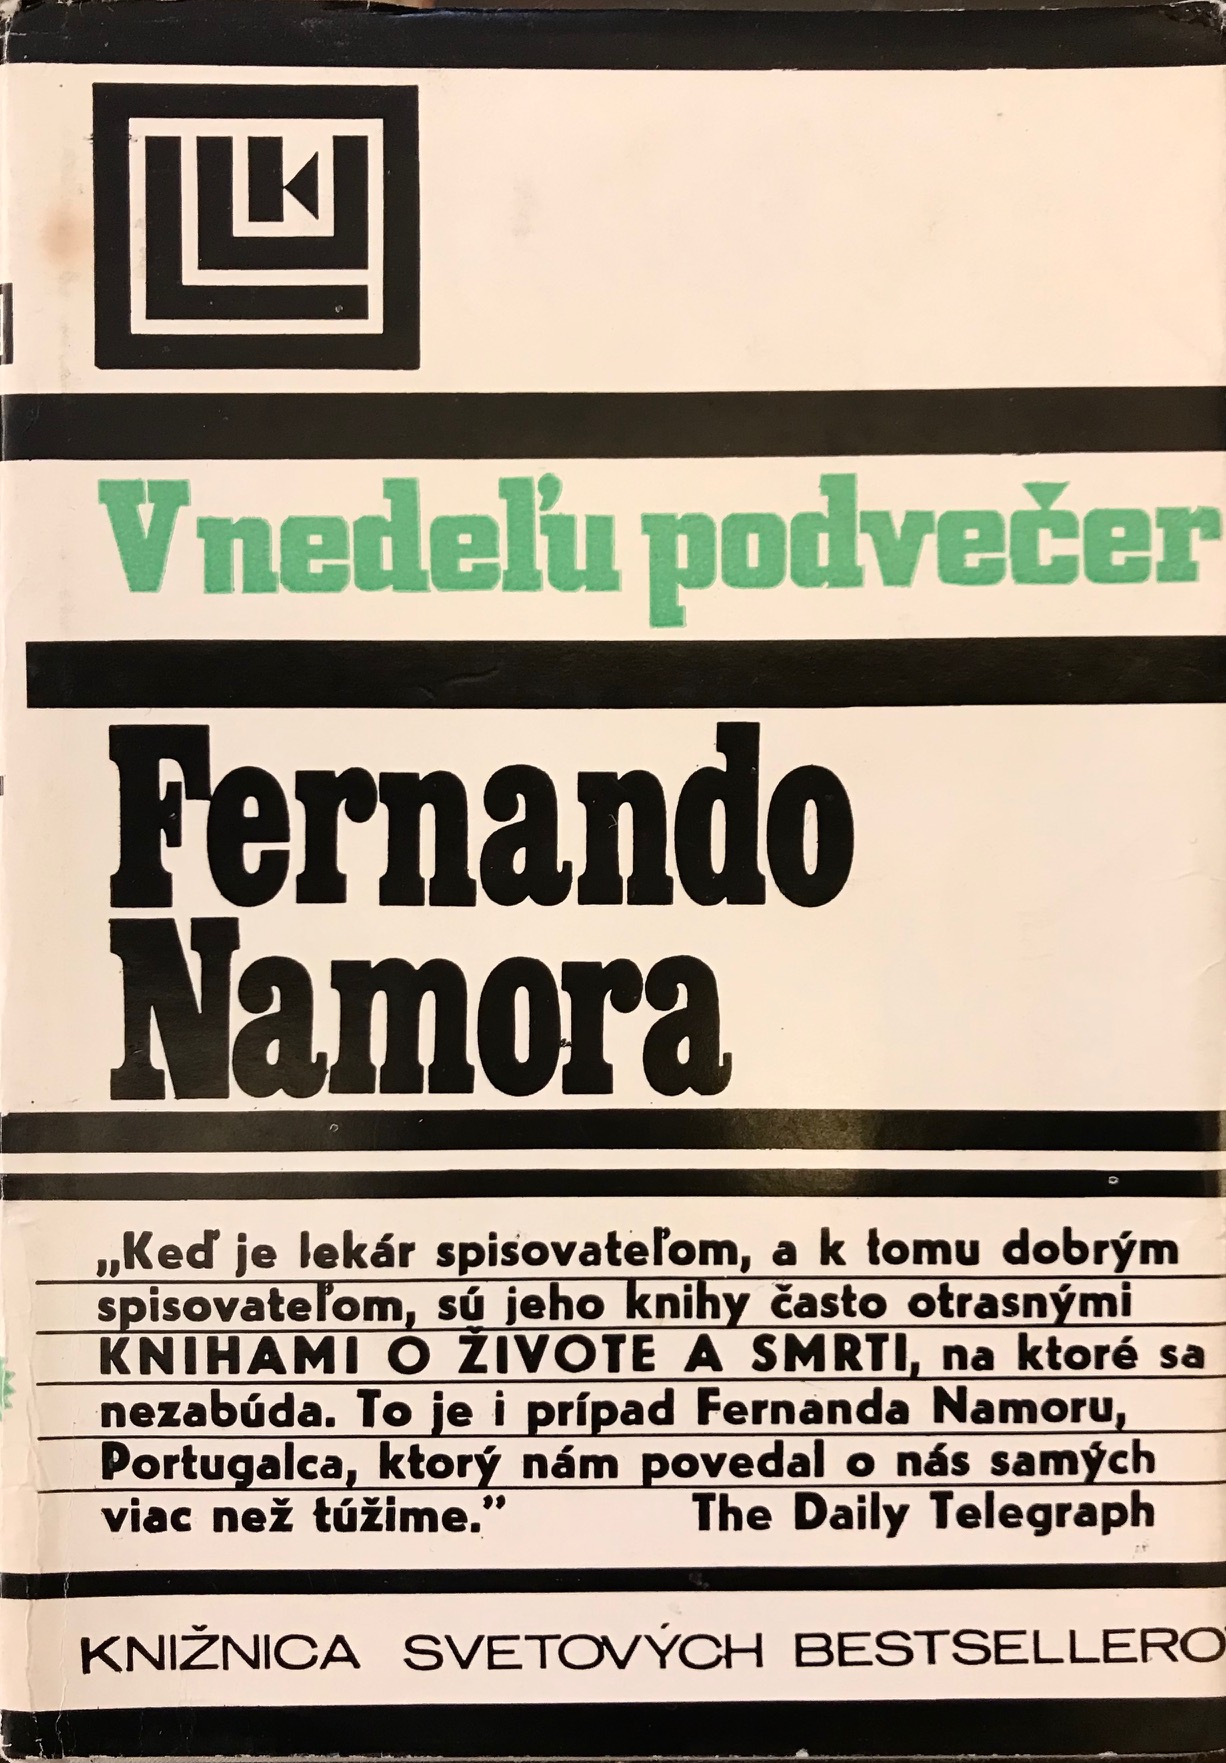 V nedeľu podvečer
Fernando
Namora
„Keď je lekár spisovateľom, a k tomu dobrým
spisovateľom, sú jeho knihy často otrasnými
KNIHAMI O ŽIVOTE A SMRTI, na ktoré sa
nezabúda. To je i prípad Fernanda Namoru,
Portugalca, ktorý nám povedal o nás samých
viac než túžime.” The Daily Telegraph
KNIŽNICA SVETOVÝCH BESTSELLERO